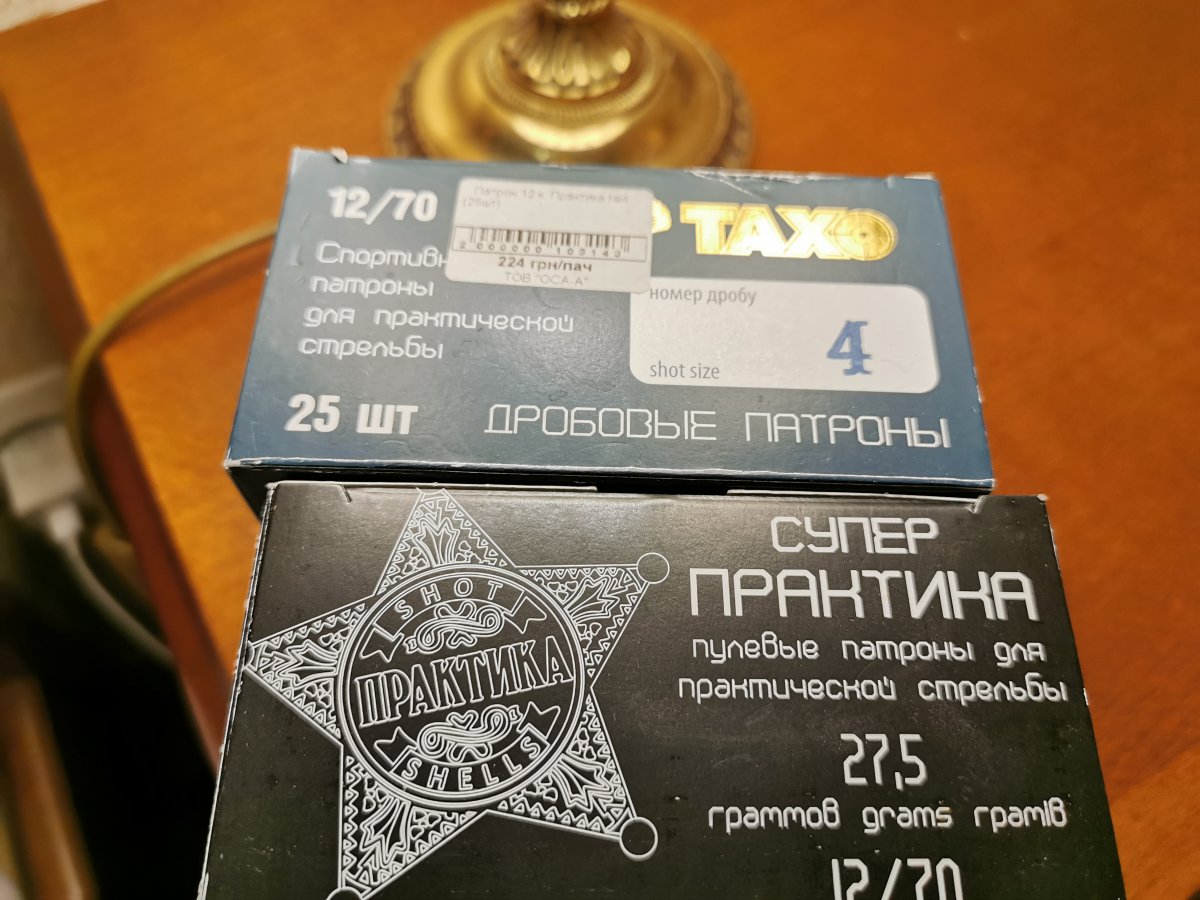 12/70
Патрон 12 к. Практика №4
(25шт)
2 000000 100143
224 грн/пач
ТОВ "ОСА-А"
ТАХО
Спортивн
патроны
для практической
стрельбы
номер дробу
4
shot size
25 шт
ДРОБОВЫЕ ПАТРОНЫ
SHOT
ПРАКТИКА
SHELLS
СУПЕР
ПРАКТИКА
пулевые патроны для
практической стрельбы
27,5
граммов grams грамів
12/70